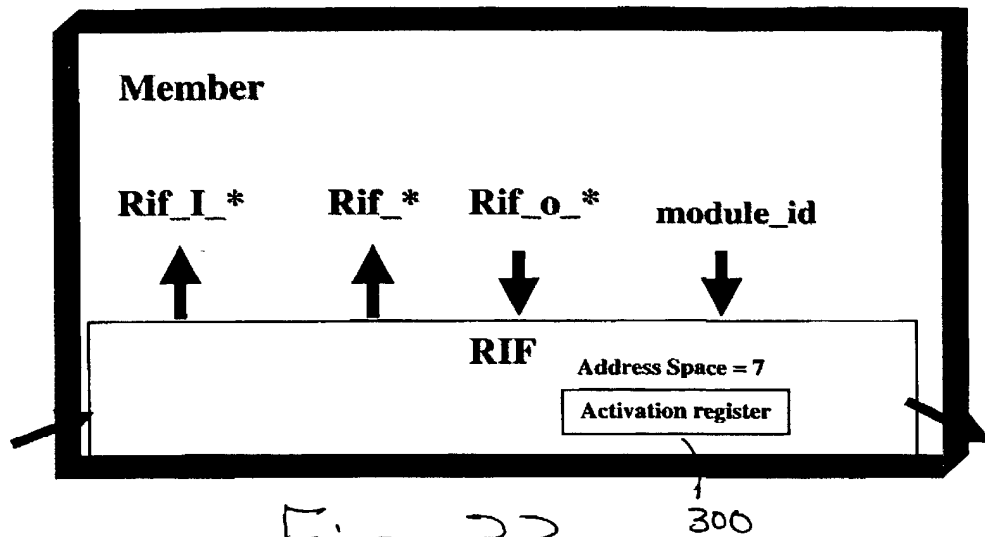 Member
Rif_I_* Rif_* Rif_o_* module_id
RIF
Address Space = 7
Activation register
300